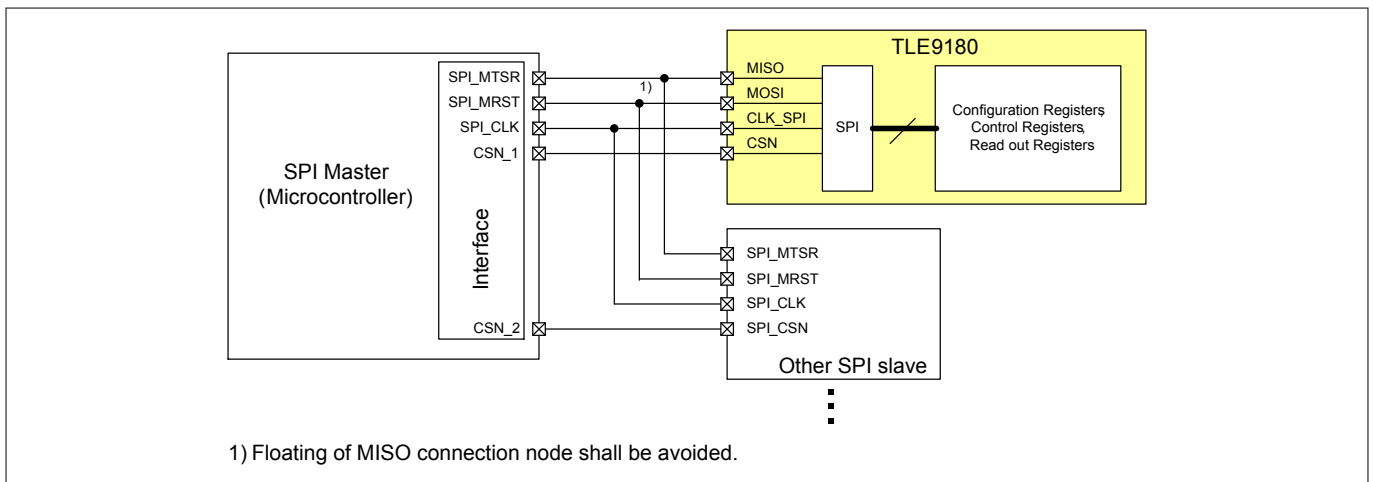 TLE9180
SPI_MTSR
SPI_MRST
SPI_CLK
CSN_1
CSN_2
SPI Master
(Microcontroller)
Interface
1)
MISO
MOSI
CLK_SPI
CSN
SPI
Configuration Registers,
Control Registers,
Read out Registers
SPI_MTSR
SPI_MRST
SPI_CLK
SPI_CSN
Other SPI slave
1) Floating of MISO connection node shall be avoided.